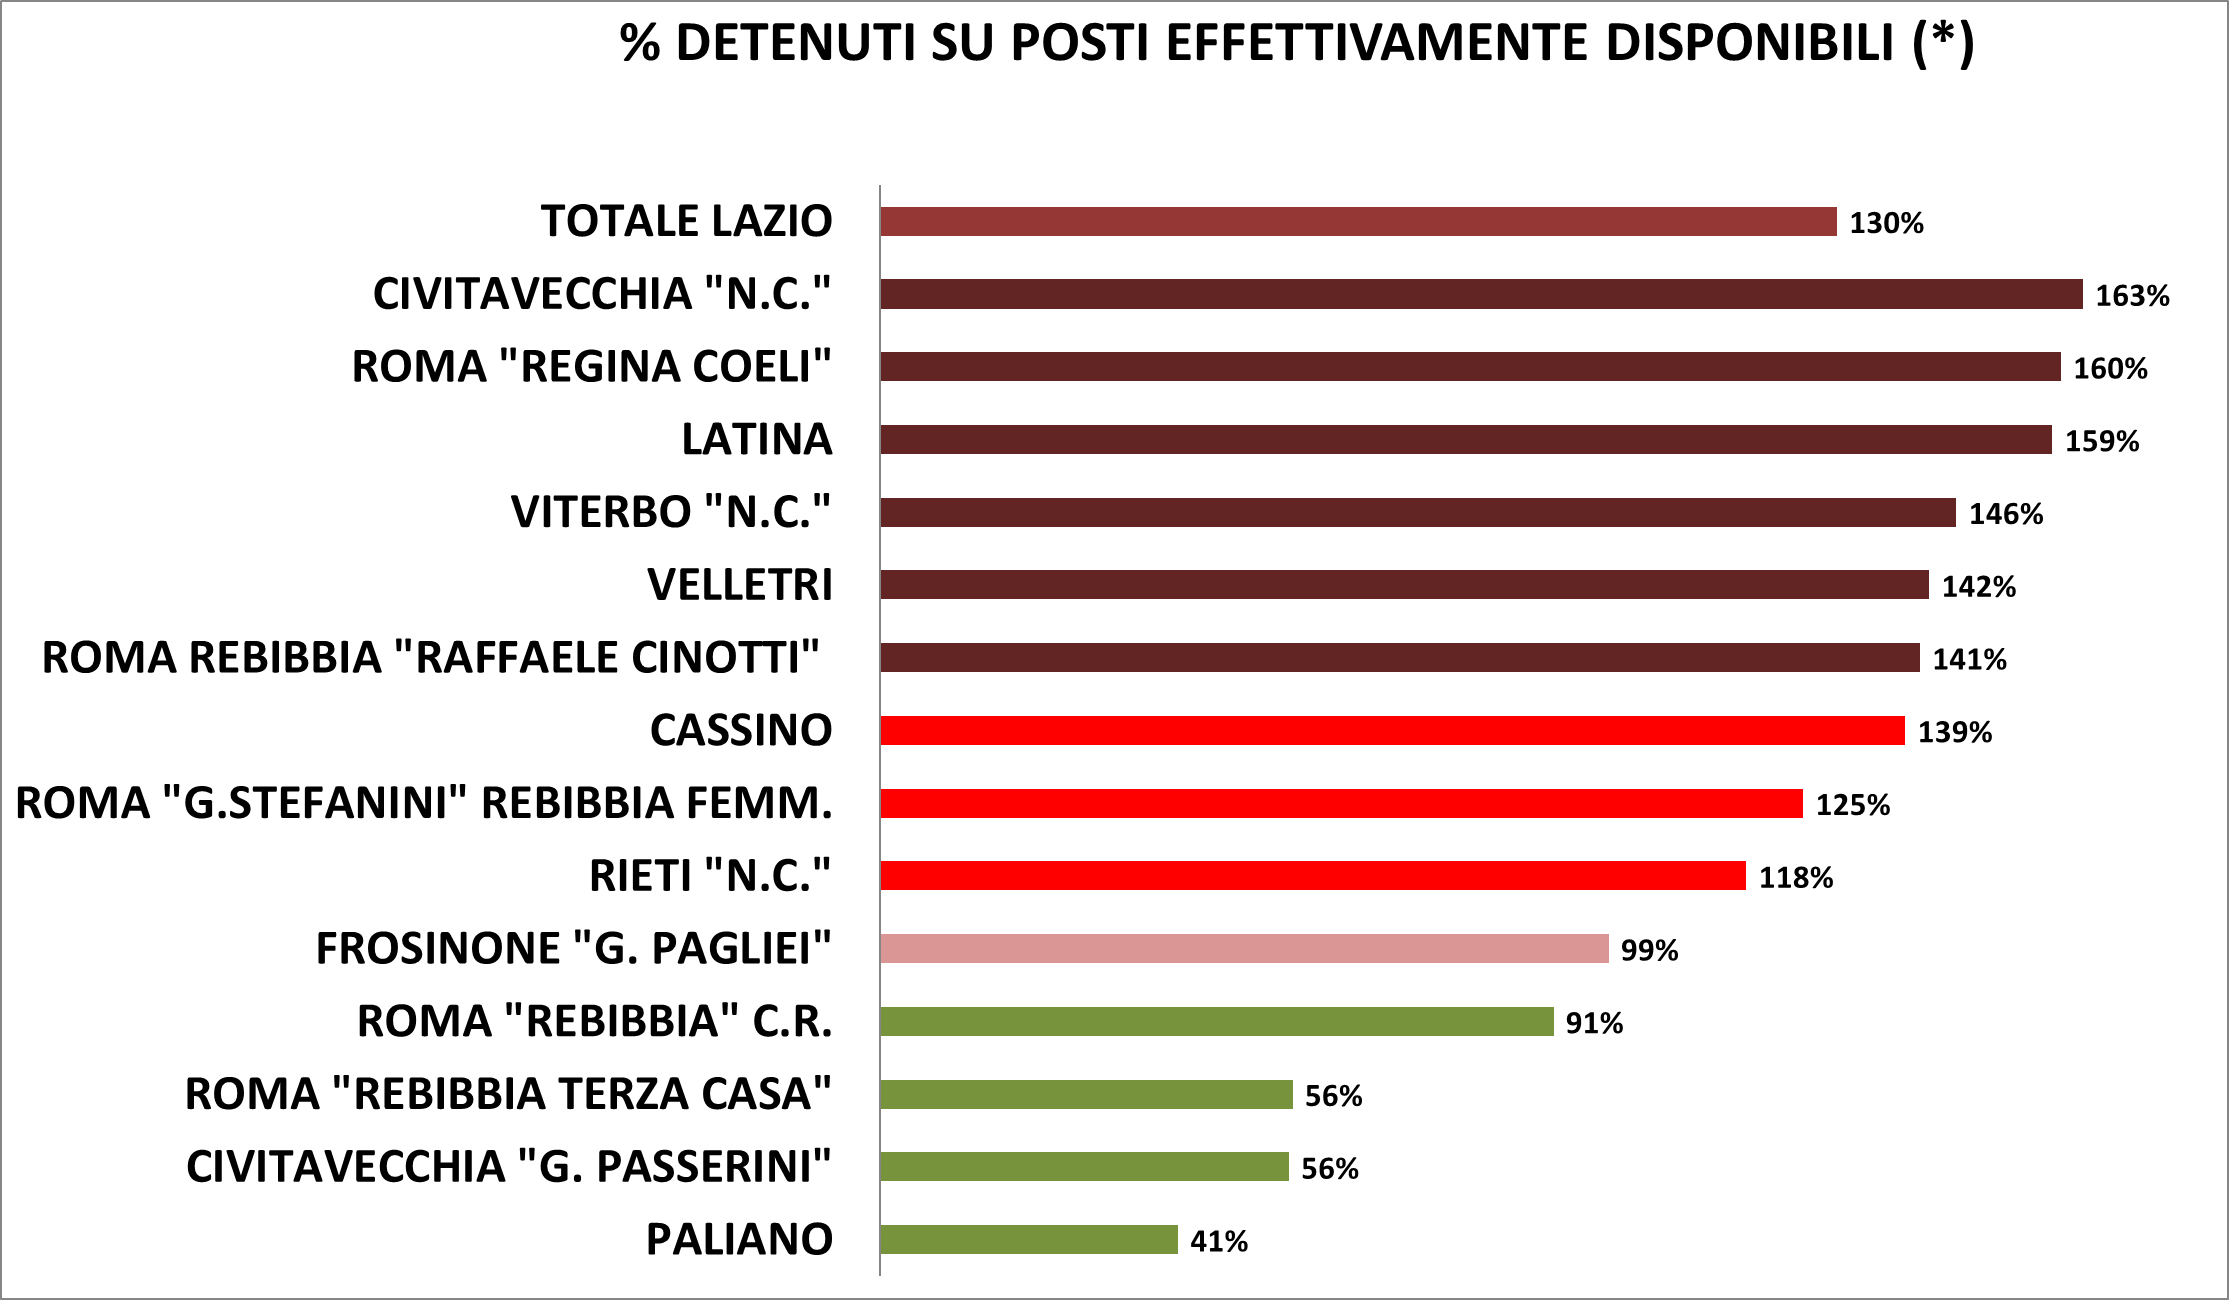 % DETENUTI SU POSTI EFFETTIVAMENTE DISPONIBILI (*)
TOTALE LAZIO 130%
CIVITAVECCHIA "N.C." 163%
ROMA "REGINA COELI" 160%
LATINA 159%
VITERBO "N.C." 146%
VELLETRI 142%
ROMA REBIBBIA "RAFFAELE CINOTTI" 141%
CASSINO 139%
ROMA "G.STEFANINI" REBIBBIA FEMM. 125%
RIETI "N.C." 118%
FROSINONE "G. PAGLIEI" 99%
ROMA "REBIBBIA" C.R. 91%
ROMA "REBIBBIA TERZA CASA" 56%
CIVITAVECCHIA "G. PASSERINI" 56%
PALIANO 41%